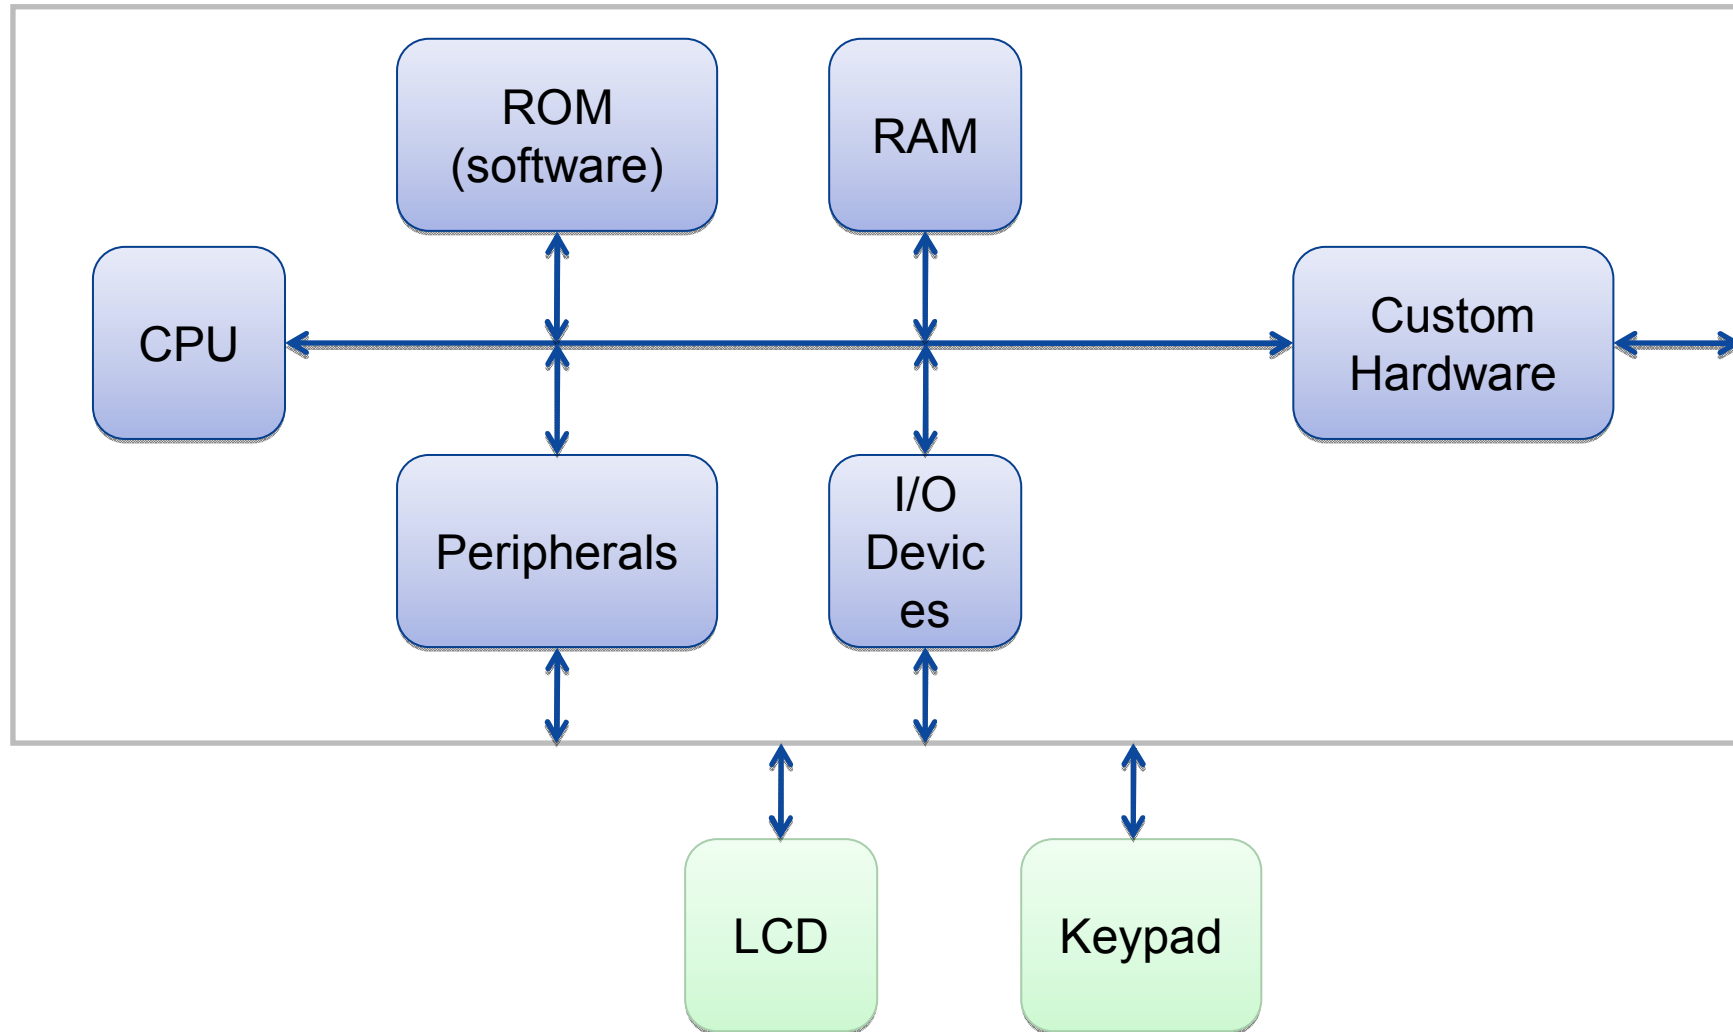 ROM
(software)
RAM
CPU
Custom
Hardware
Peripherals
I/O
Devic
es
LCD
Keypad